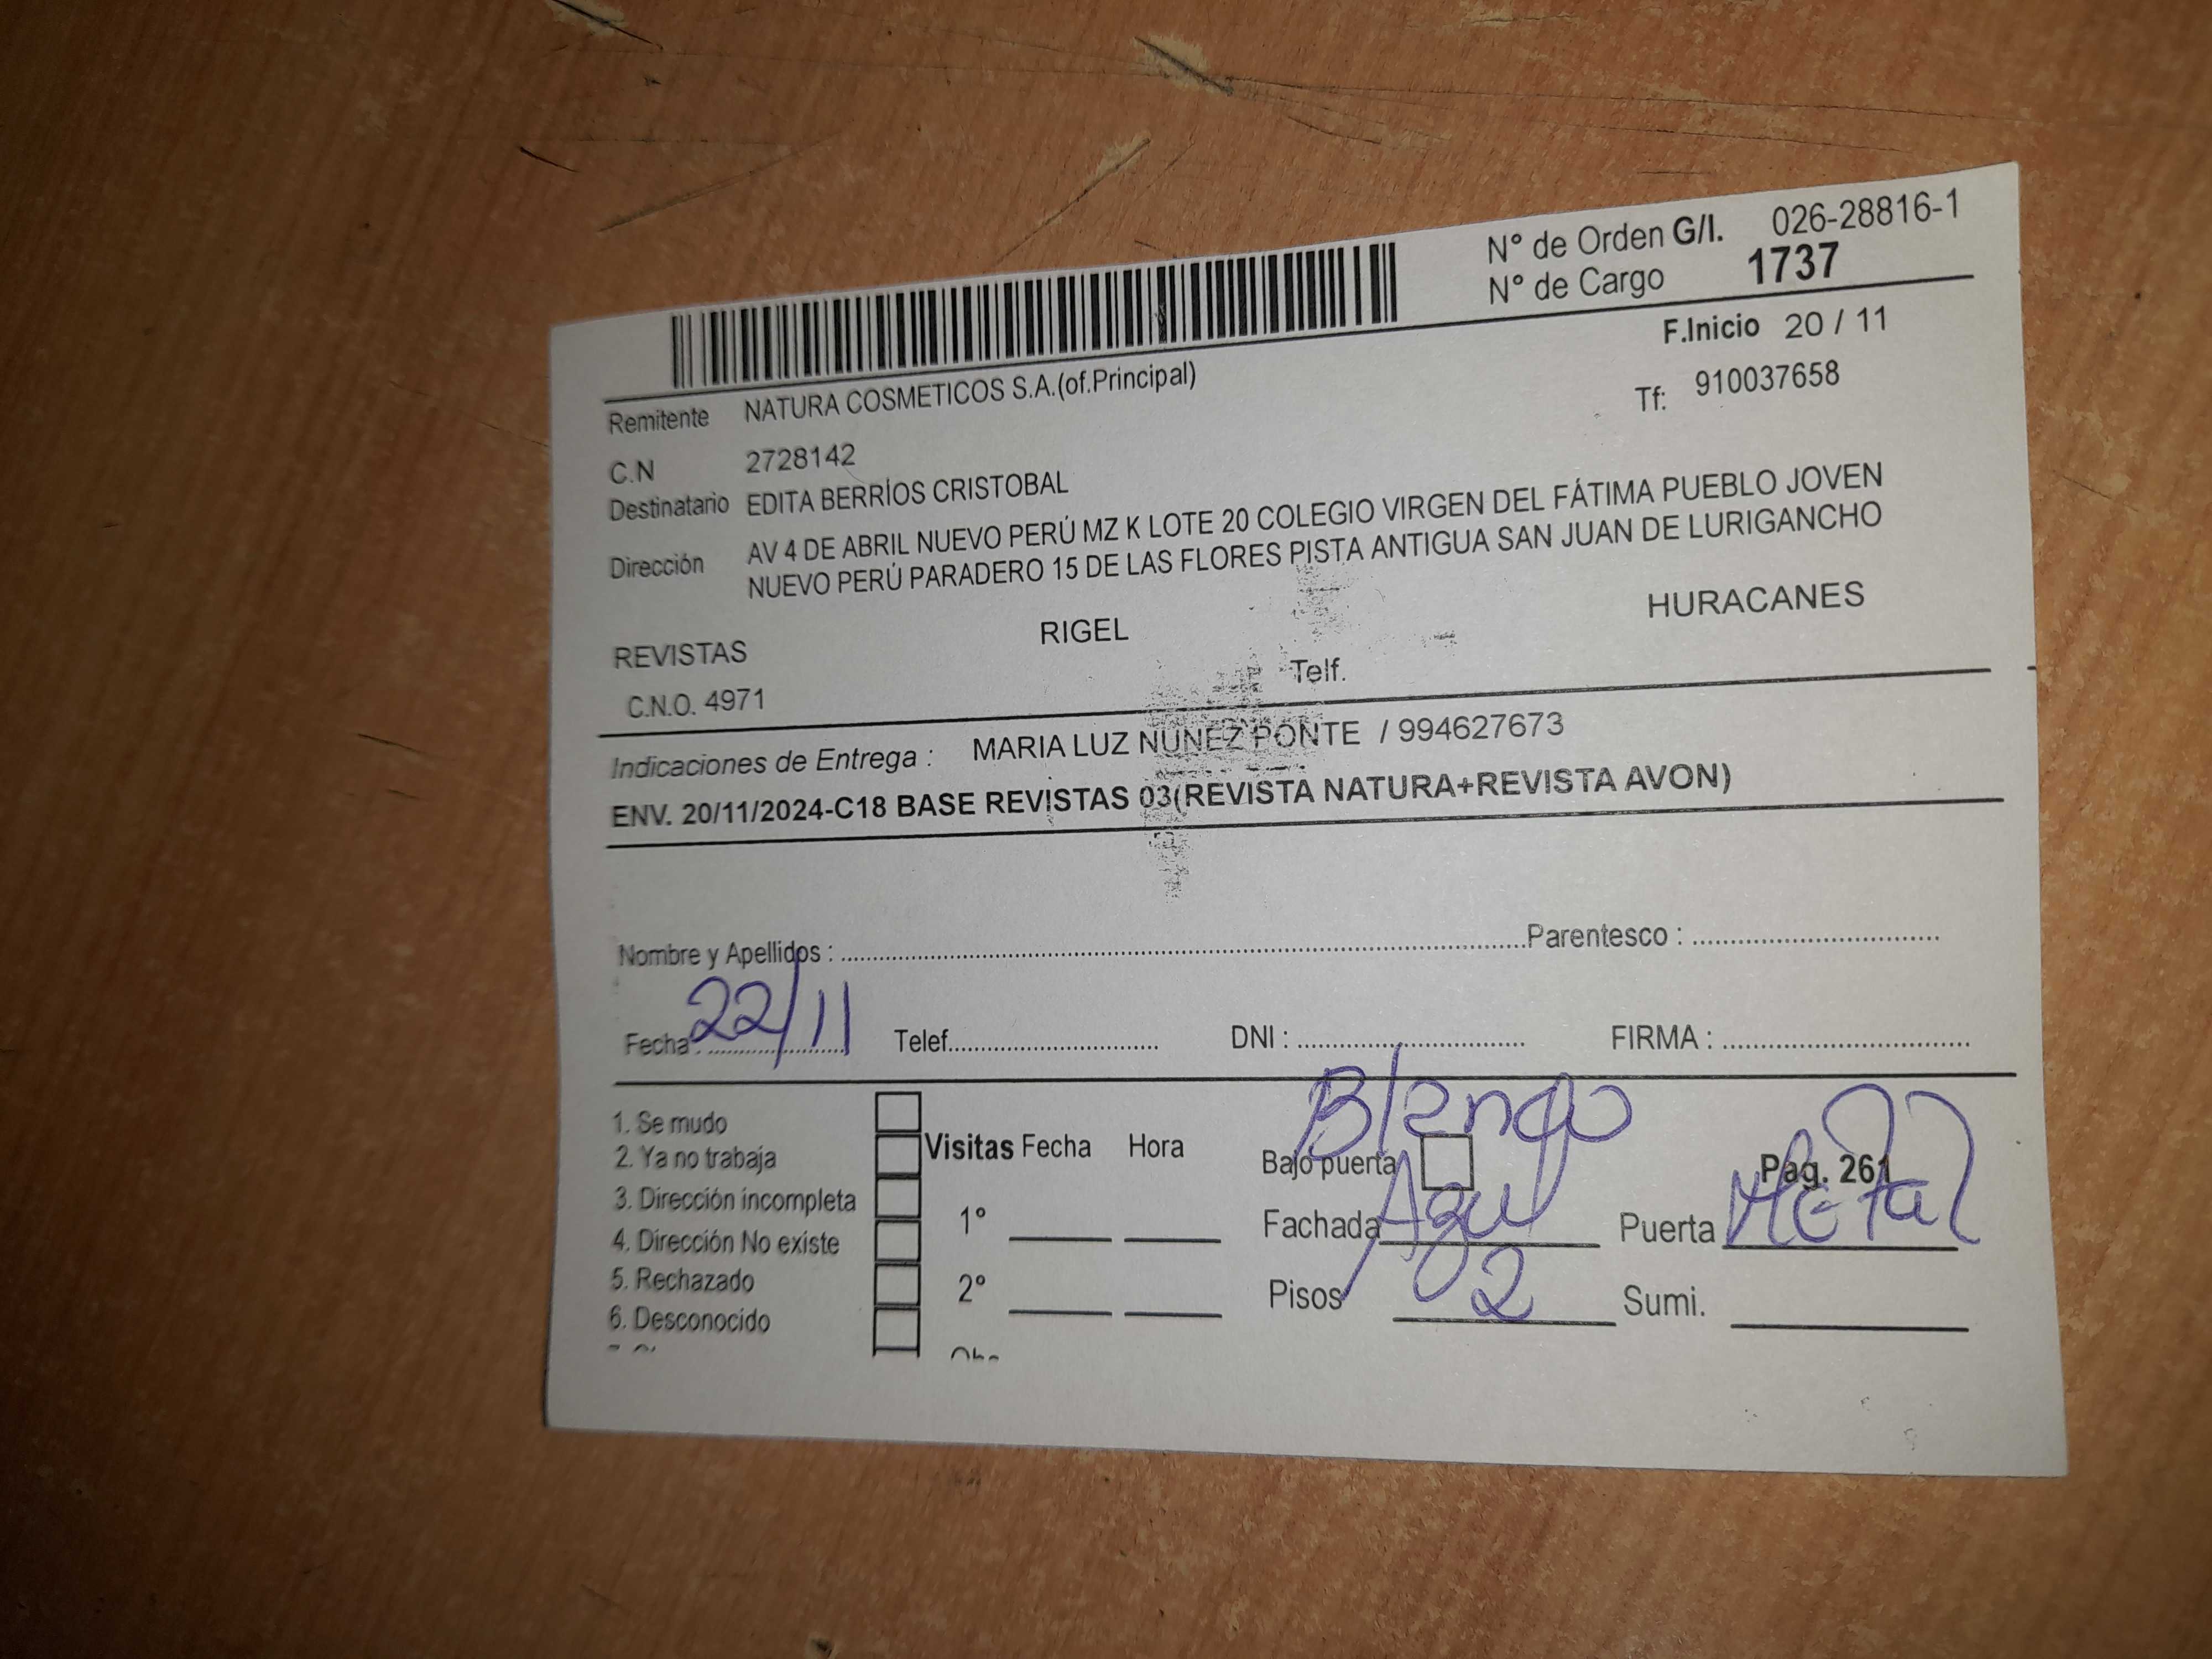 N° de Orden G/I. 026-28816-1
N° de Cargo 1737
F.Inicio 20 / 11
Remitente NATURA COSMETICOS S.A.(of.Principal)
Tf: 910037658
C.N 2728142
Destinatario EDITA BERRÍOS CRISTOBAL
Dirección AV 4 DE ABRIL NUEVO PERÚ MZ K LOTE 20 COLEGIO VIRGEN DEL FÁTIMA PUEBLO JOVEN
NUEVO PERÚ PARADERO 15 DE LAS FLORES PISTA ANTIGUA SAN JUAN DE LURIGANCHO
REVISTAS RIGEL HURACANES
C.N.O. 4971 Telf.
Indicaciones de Entrega : MARIA LUZ NUÑEZ PONTE / 994627673
ENV. 20/11/2024-C18 BASE REVISTAS 03(REVISTA NATURA+REVISTA AVON)
Nombre y Apellidos : Parentesco :
Fecha : 22/11 Telef. DNI : FIRMA :
Blanco
1. Se mudo
2. Ya no trabaja
3. Dirección incompleta
4. Dirección No existe
5. Rechazado
6. Desconocido
Visitas Fecha Hora
1°
2°
Bajo puerta Pag. 261
Fachada Azul Puerta Metal
Pisos 2 Sumi.